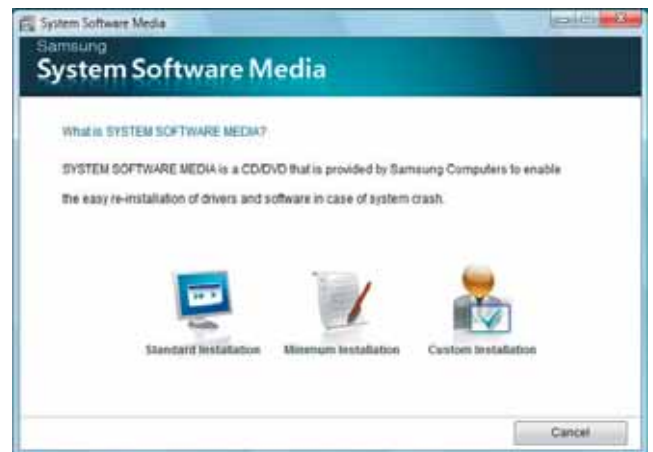 System Software Media
Samsung
System Software Media
What is SYSTEM SOFTWARE MEDIA?
SYSTEM SOFTWARE MEDIA is a CD/DVD that is provided by Samsung Computers to enable
the easy re-installation of drivers and software in case of system crash.
Standard Installation Minimum Installation Custom Installation
Cancel